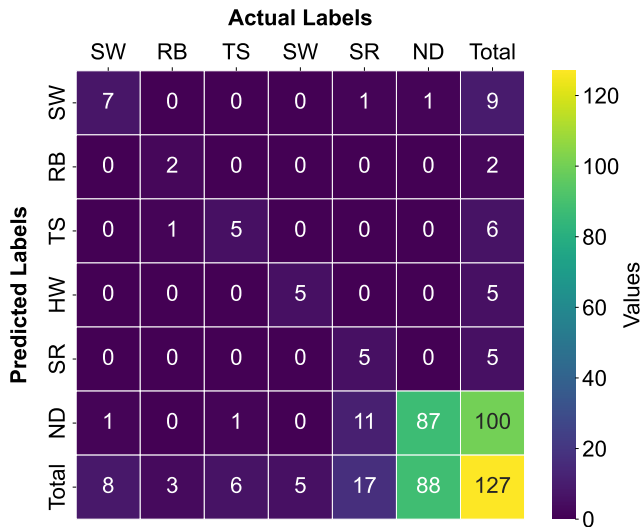 Actual Labels
SW RB TS SW SR ND Total
Predicted Labels
SW 7 0 0 0 1 1 9
RB 0 2 0 0 0 0 2
TS 0 1 5 0 0 0 6
HW 0 0 0 5 0 0 5
SR 0 0 0 0 5 0 5
ND 1 0 1 0 11 87 100
Total 8 3 6 5 17 88 127
120
100
80
60
40
20
0
Values